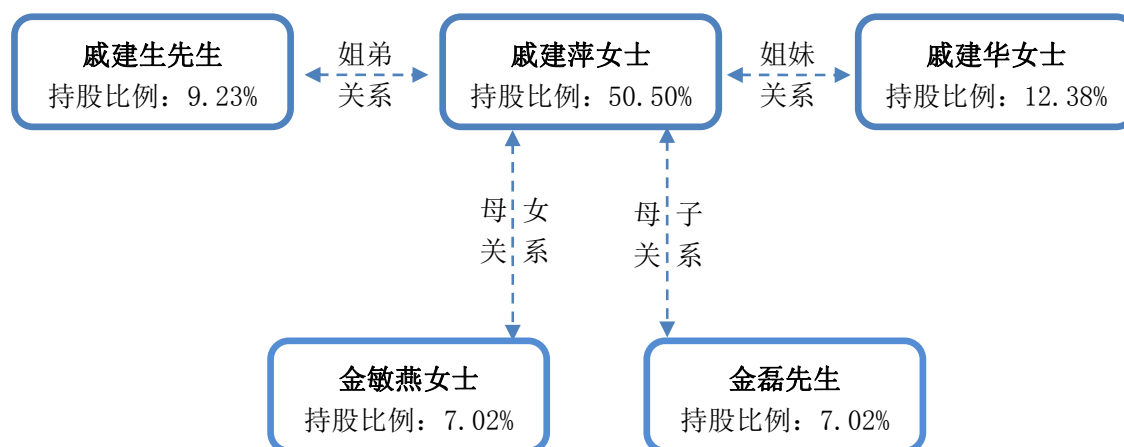 戚建生先生
持股比例：9.23%
姐弟
关系
戚建萍女士
持股比例：50.50%
姐妹
关系
戚建华女士
持股比例：12.38%
母女
关系
母子
关系
金敏燕女士
持股比例：7.02%
金磊先生
持股比例：7.02%